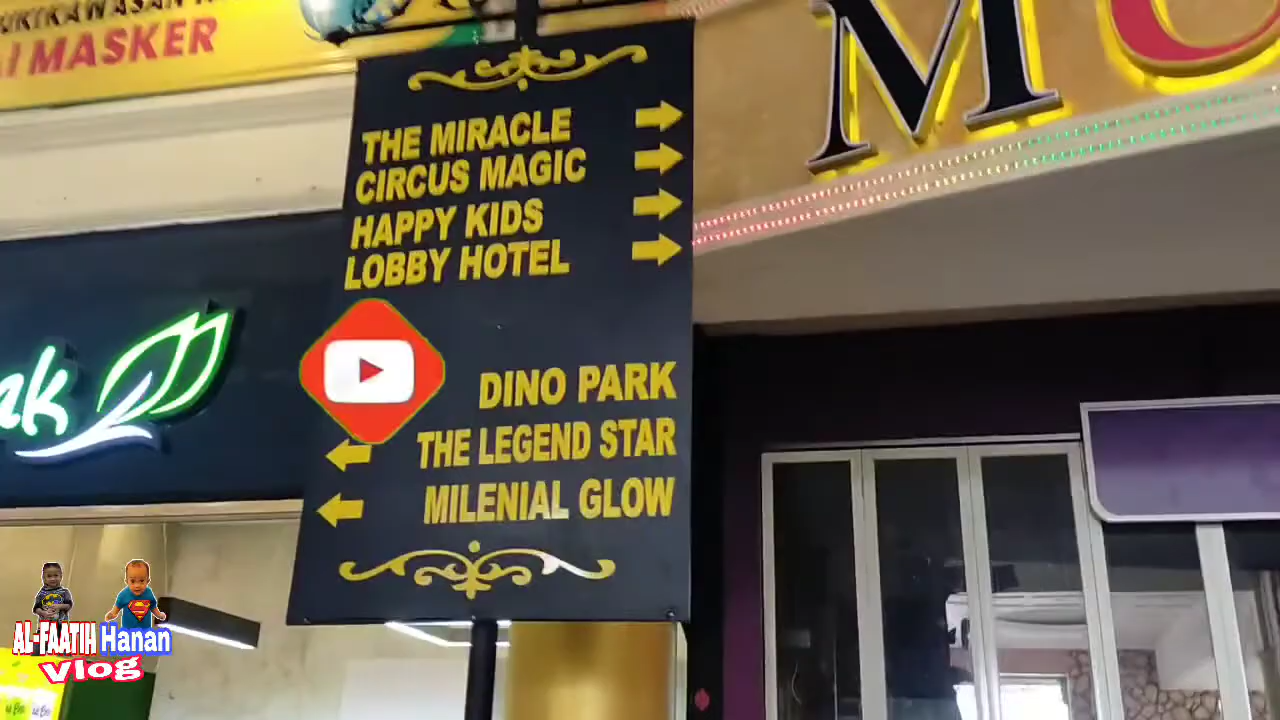 KAWASAN
MASKER
THE MIRACLE
CIRCUS MAGIC
HAPPY KIDS
LOBBY HOTEL
DINO PARK
THE LEGEND STAR
MILENIAL GLOW
AL-FAATIH Hanan
Vlog